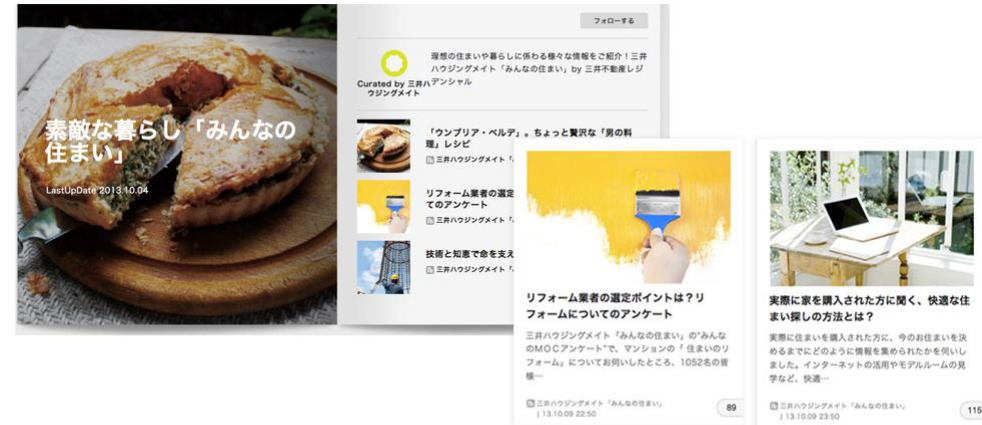 素敵な暮らし「みんなの
住まい」
LastUpDate 2013.10.04
フォローする
Curated by 三井ハ
ウジングメイト
理想の住まいや暮らしに係わる様々な情報をご紹介！三井
ハウジングメイト「みんなの住まい」by 三井不動産レジ
デンシャル
「ウンブリア・ベルデ」。ちょっと贅沢な「男の料
理」レシピ
三井ハウジングメイト「
リフォーム業者の選定
てのアンケート
三井ハウジングメイト「
技術と知恵で命を支え
三井ハウジングメイト「
リフォーム業者の選定ポイントは？リ
フォームについてのアンケート
三井ハウジングメイト「みんなの住まい」の"みんな
のMOCアンケート"で、マンションの「 住まいのリ
フォーム」についてお伺いしたところ、1052名の皆
様…
三井ハウジングメイト「みんなの住まい」
| 13.10.09 22:50
89
実際に家を購入された方に聞く、快適な住
まい探しの方法とは？
実際に住まいを購入された方に、今のお住まいを決
めるまでにどのように情報を集められたかを伺いし
ました。インターネットの活用やモデルルームの見
学など、快適…
三井ハウジングメイト「みんなの住まい」
| 13.10.09 23:50
115